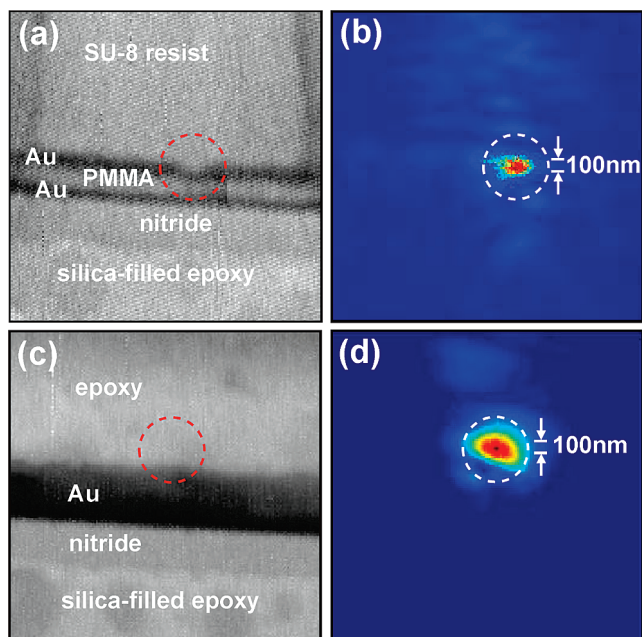 (a)
SU-8 resist
Au
PMMA
Au
nitride
silica-filled epoxy
(b)
100nm
(c)
epoxy
Au
nitride
silica-filled epoxy
(d)
100nm